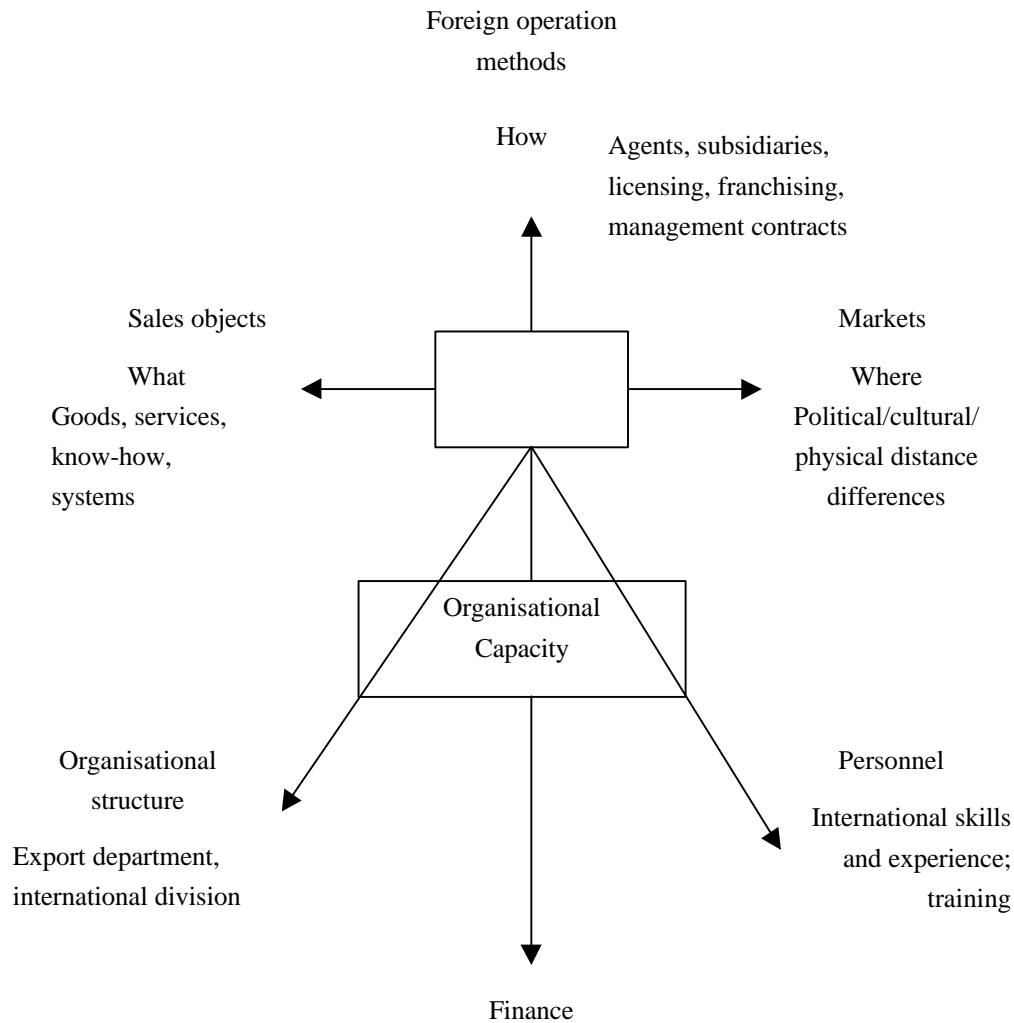 Foreign operation
methods
How
Agents, subsidiaries,
licensing, franchising,
management contracts
Sales objects
What
Goods, services,
know-how,
systems
Markets
Where
Political/cultural/
physical distance
differences
Organisational
Capacity
Organisational
structure
Export department,
international division
Personnel
International skills
and experience;
training
Finance